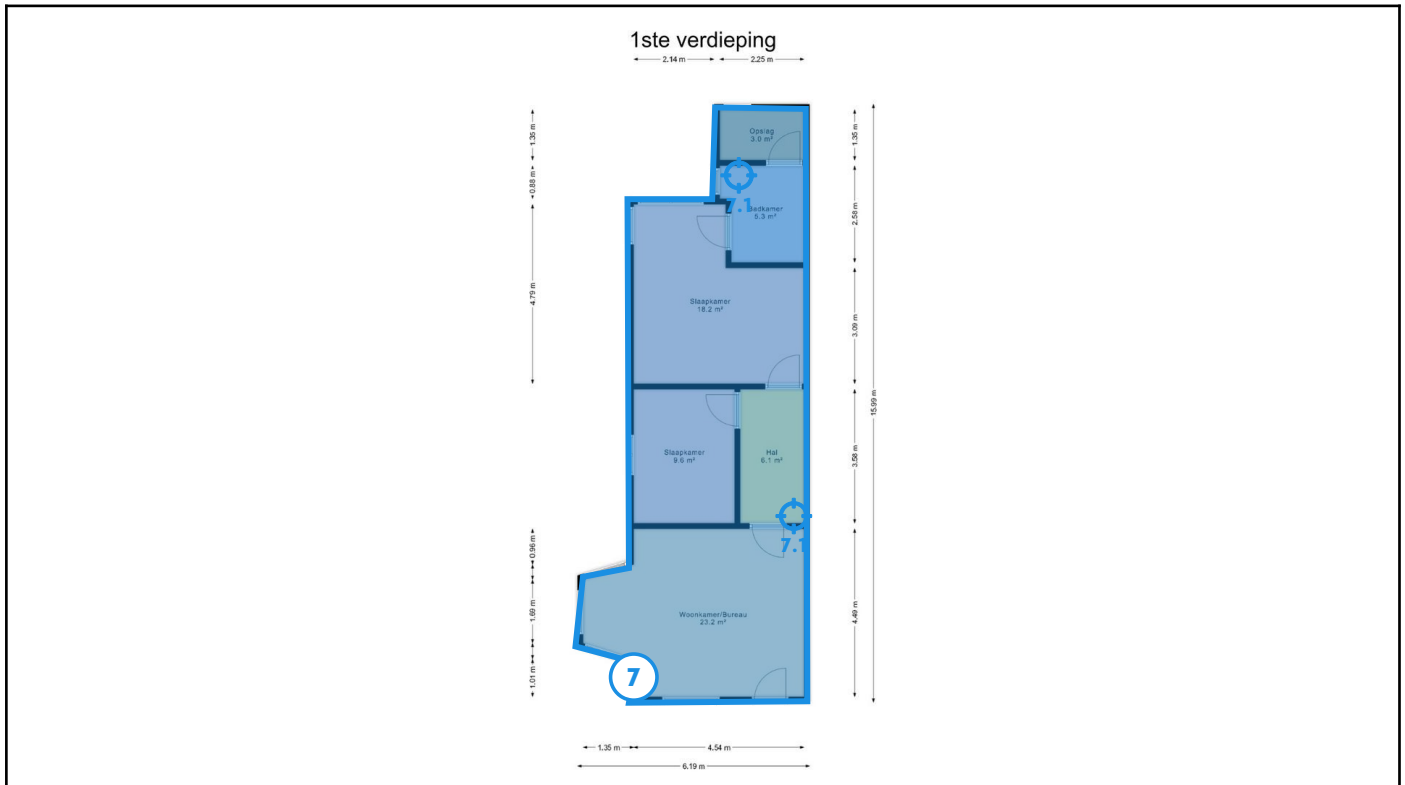 1ste verdieping
2.14 m
2.25 m
1.35 m
0.88 m
4.79 m
0.96 m
1.69 m
1.01 m
Opslag
3.0 m²
7.1
Badkamer
5.3 m²
Slaapkamer
18.2 m²
Slaapkamer
9.6 m²
Hal
6.1 m²
7.1
Woonkamer/Bureau
23.2 m²
7
1.35 m
2.58 m
3.09 m
3.58 m
4.49 m
15.99 m
1.35 m
4.54 m
6.19 m